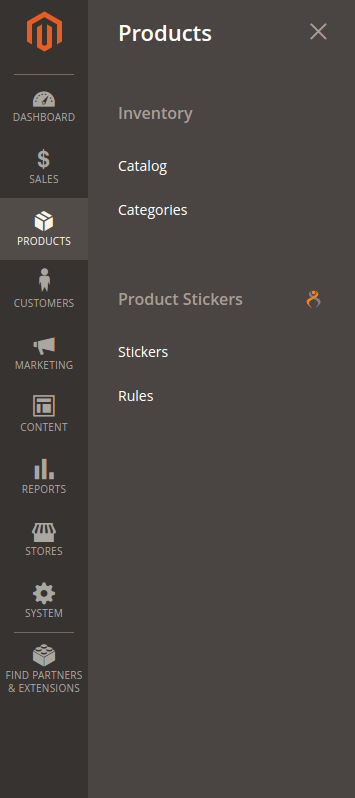 DASHBOARD
SALES
PRODUCTS
CUSTOMERS
MARKETING
CONTENT
REPORTS
STORES
SYSTEM
FIND PARTNERS
& EXTENSIONS
Products
Inventory
Catalog
Categories
Product Stickers
Stickers
Rules